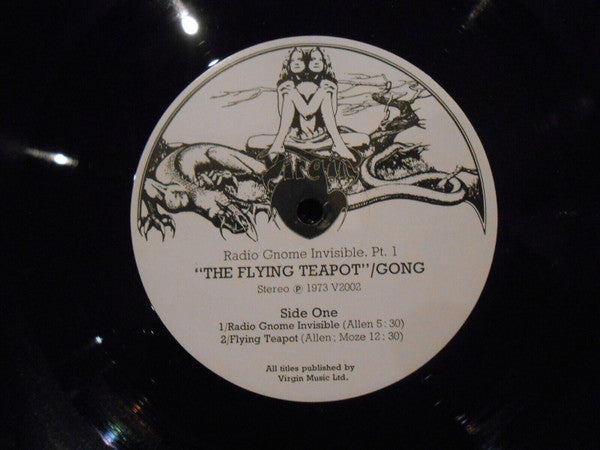 Virgin
Radio Gnome Invisible. Pt. 1
“THE FLYING TEAPOT”/GONG
Stereo Ⓟ 1973 V2002
Side One
1/Radio Gnome Invisible (Allen 5:30)
2/Flying Teapot (Allen; Moze 12:30)
All titles published by
Virgin Music Ltd.